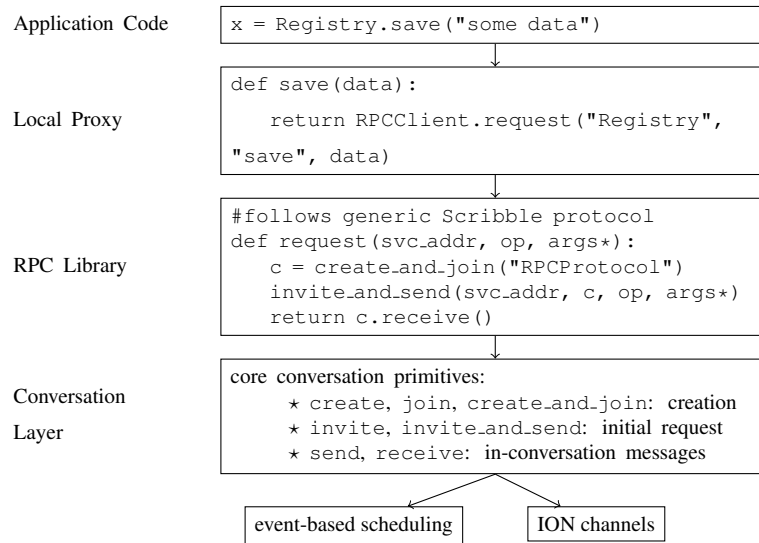 Application Code
x = Registry.save("some data")
def save(data):
Local Proxy
return RPCClient.request("Registry",
"save", data)
#follows generic Scribble protocol
def request(svc_addr, op, args*):
RPC Library
c = create_and_join("RPCProtocol")
invite_and_send(svc_addr, c, op, args*)
return c.receive()
core conversation primitives:
Conversation
Layer
⋆ create, join, create_and_join: creation
⋆ invite, invite_and_send: initial request
⋆ send, receive: in-conversation messages
event-based scheduling
ION channels